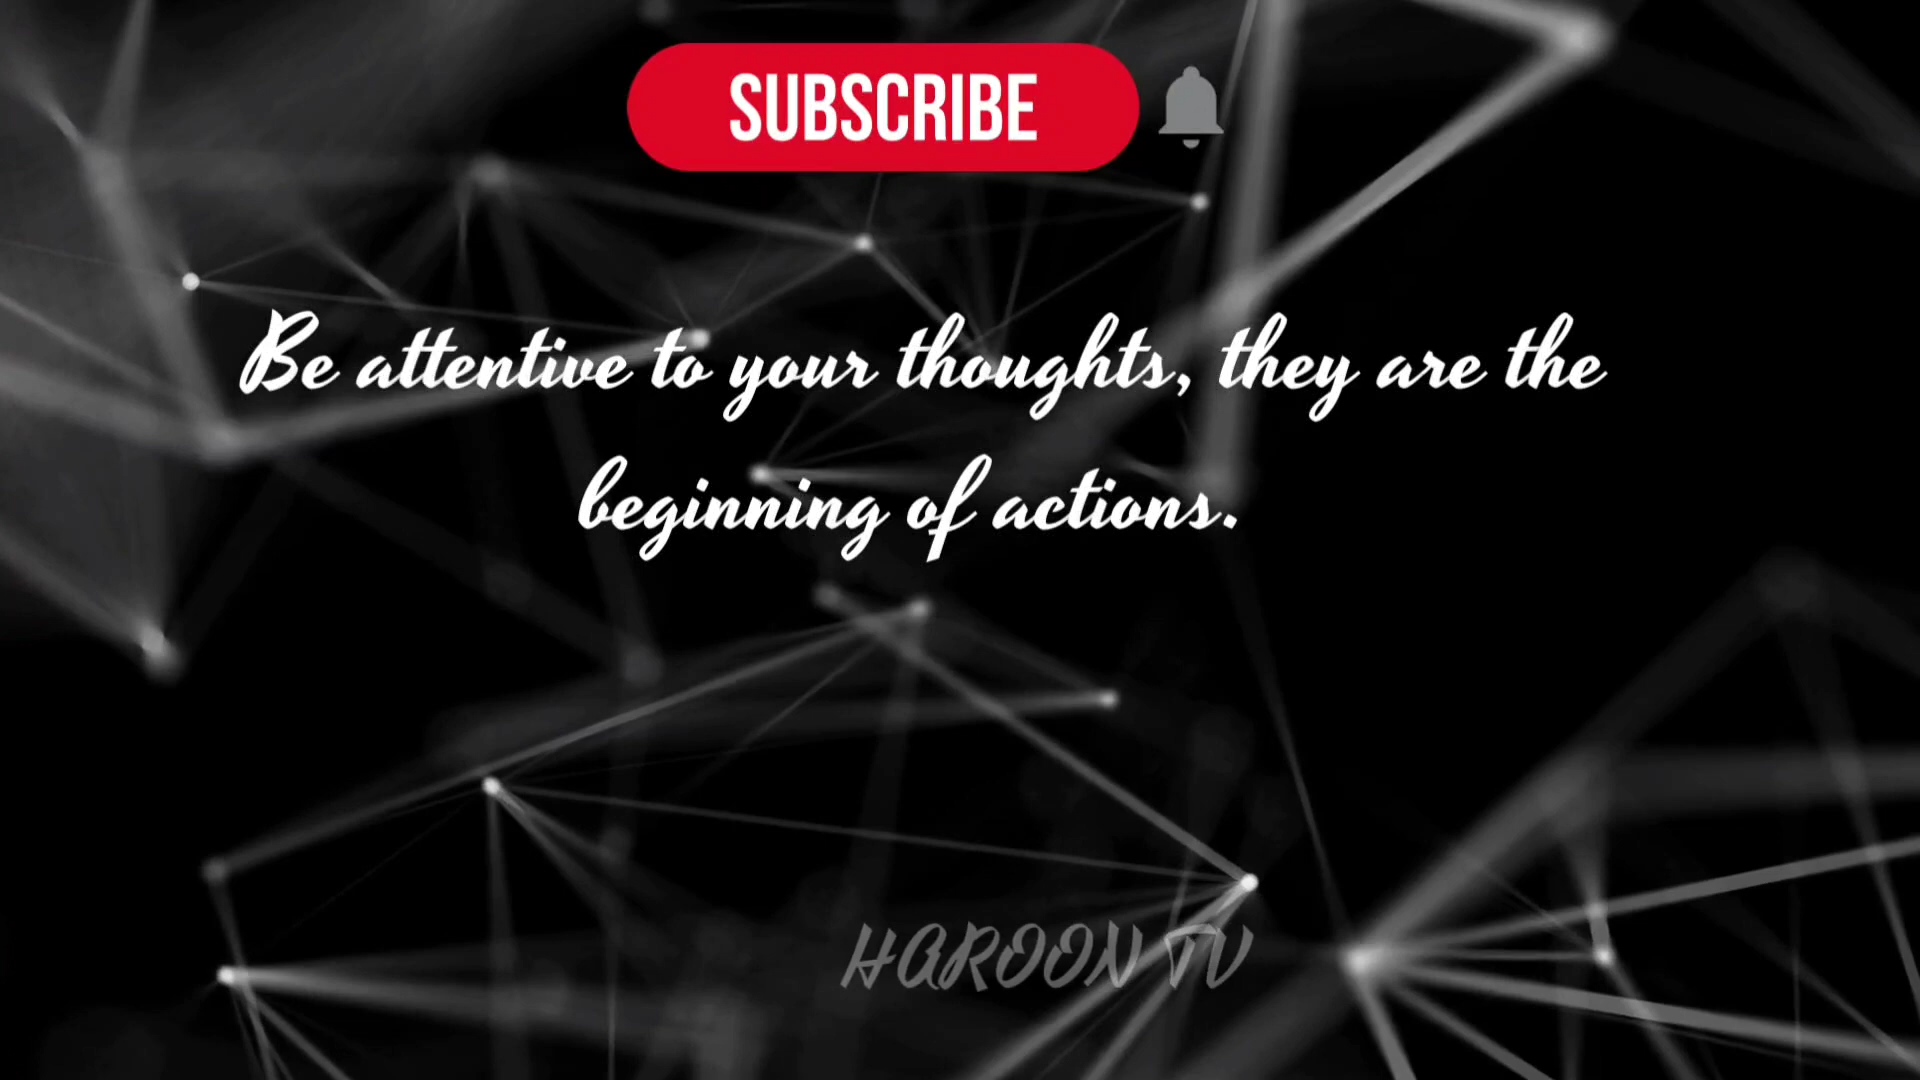 SUBSCRIBE
Be attentive to your thoughts, they are the
beginning of actions.
HAROON TV